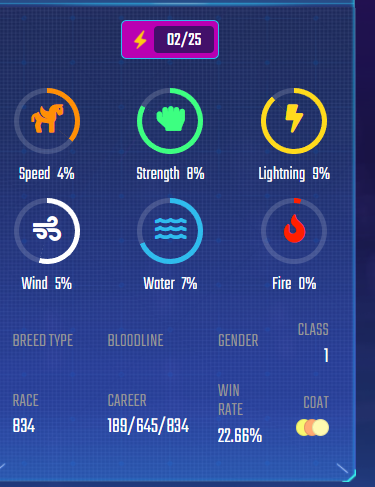 02/25
Speed 4%
Strength 8%
Lightning 9%
Wind 5%
Water 7%
Fire 0%
BREED TYPE
BLOODLINE
GENDER
CLASS
1
RACE
834
CAREER
189/645/834
WIN
RATE
22.66%
COAT